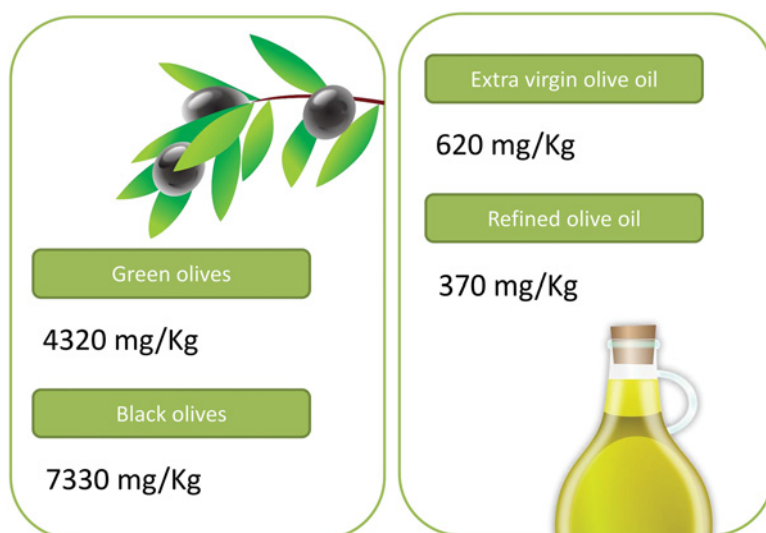 Green olives
4320 mg/Kg
Black olives
7330 mg/Kg
Extra virgin olive oil
620 mg/Kg
Refined olive oil
370 mg/Kg